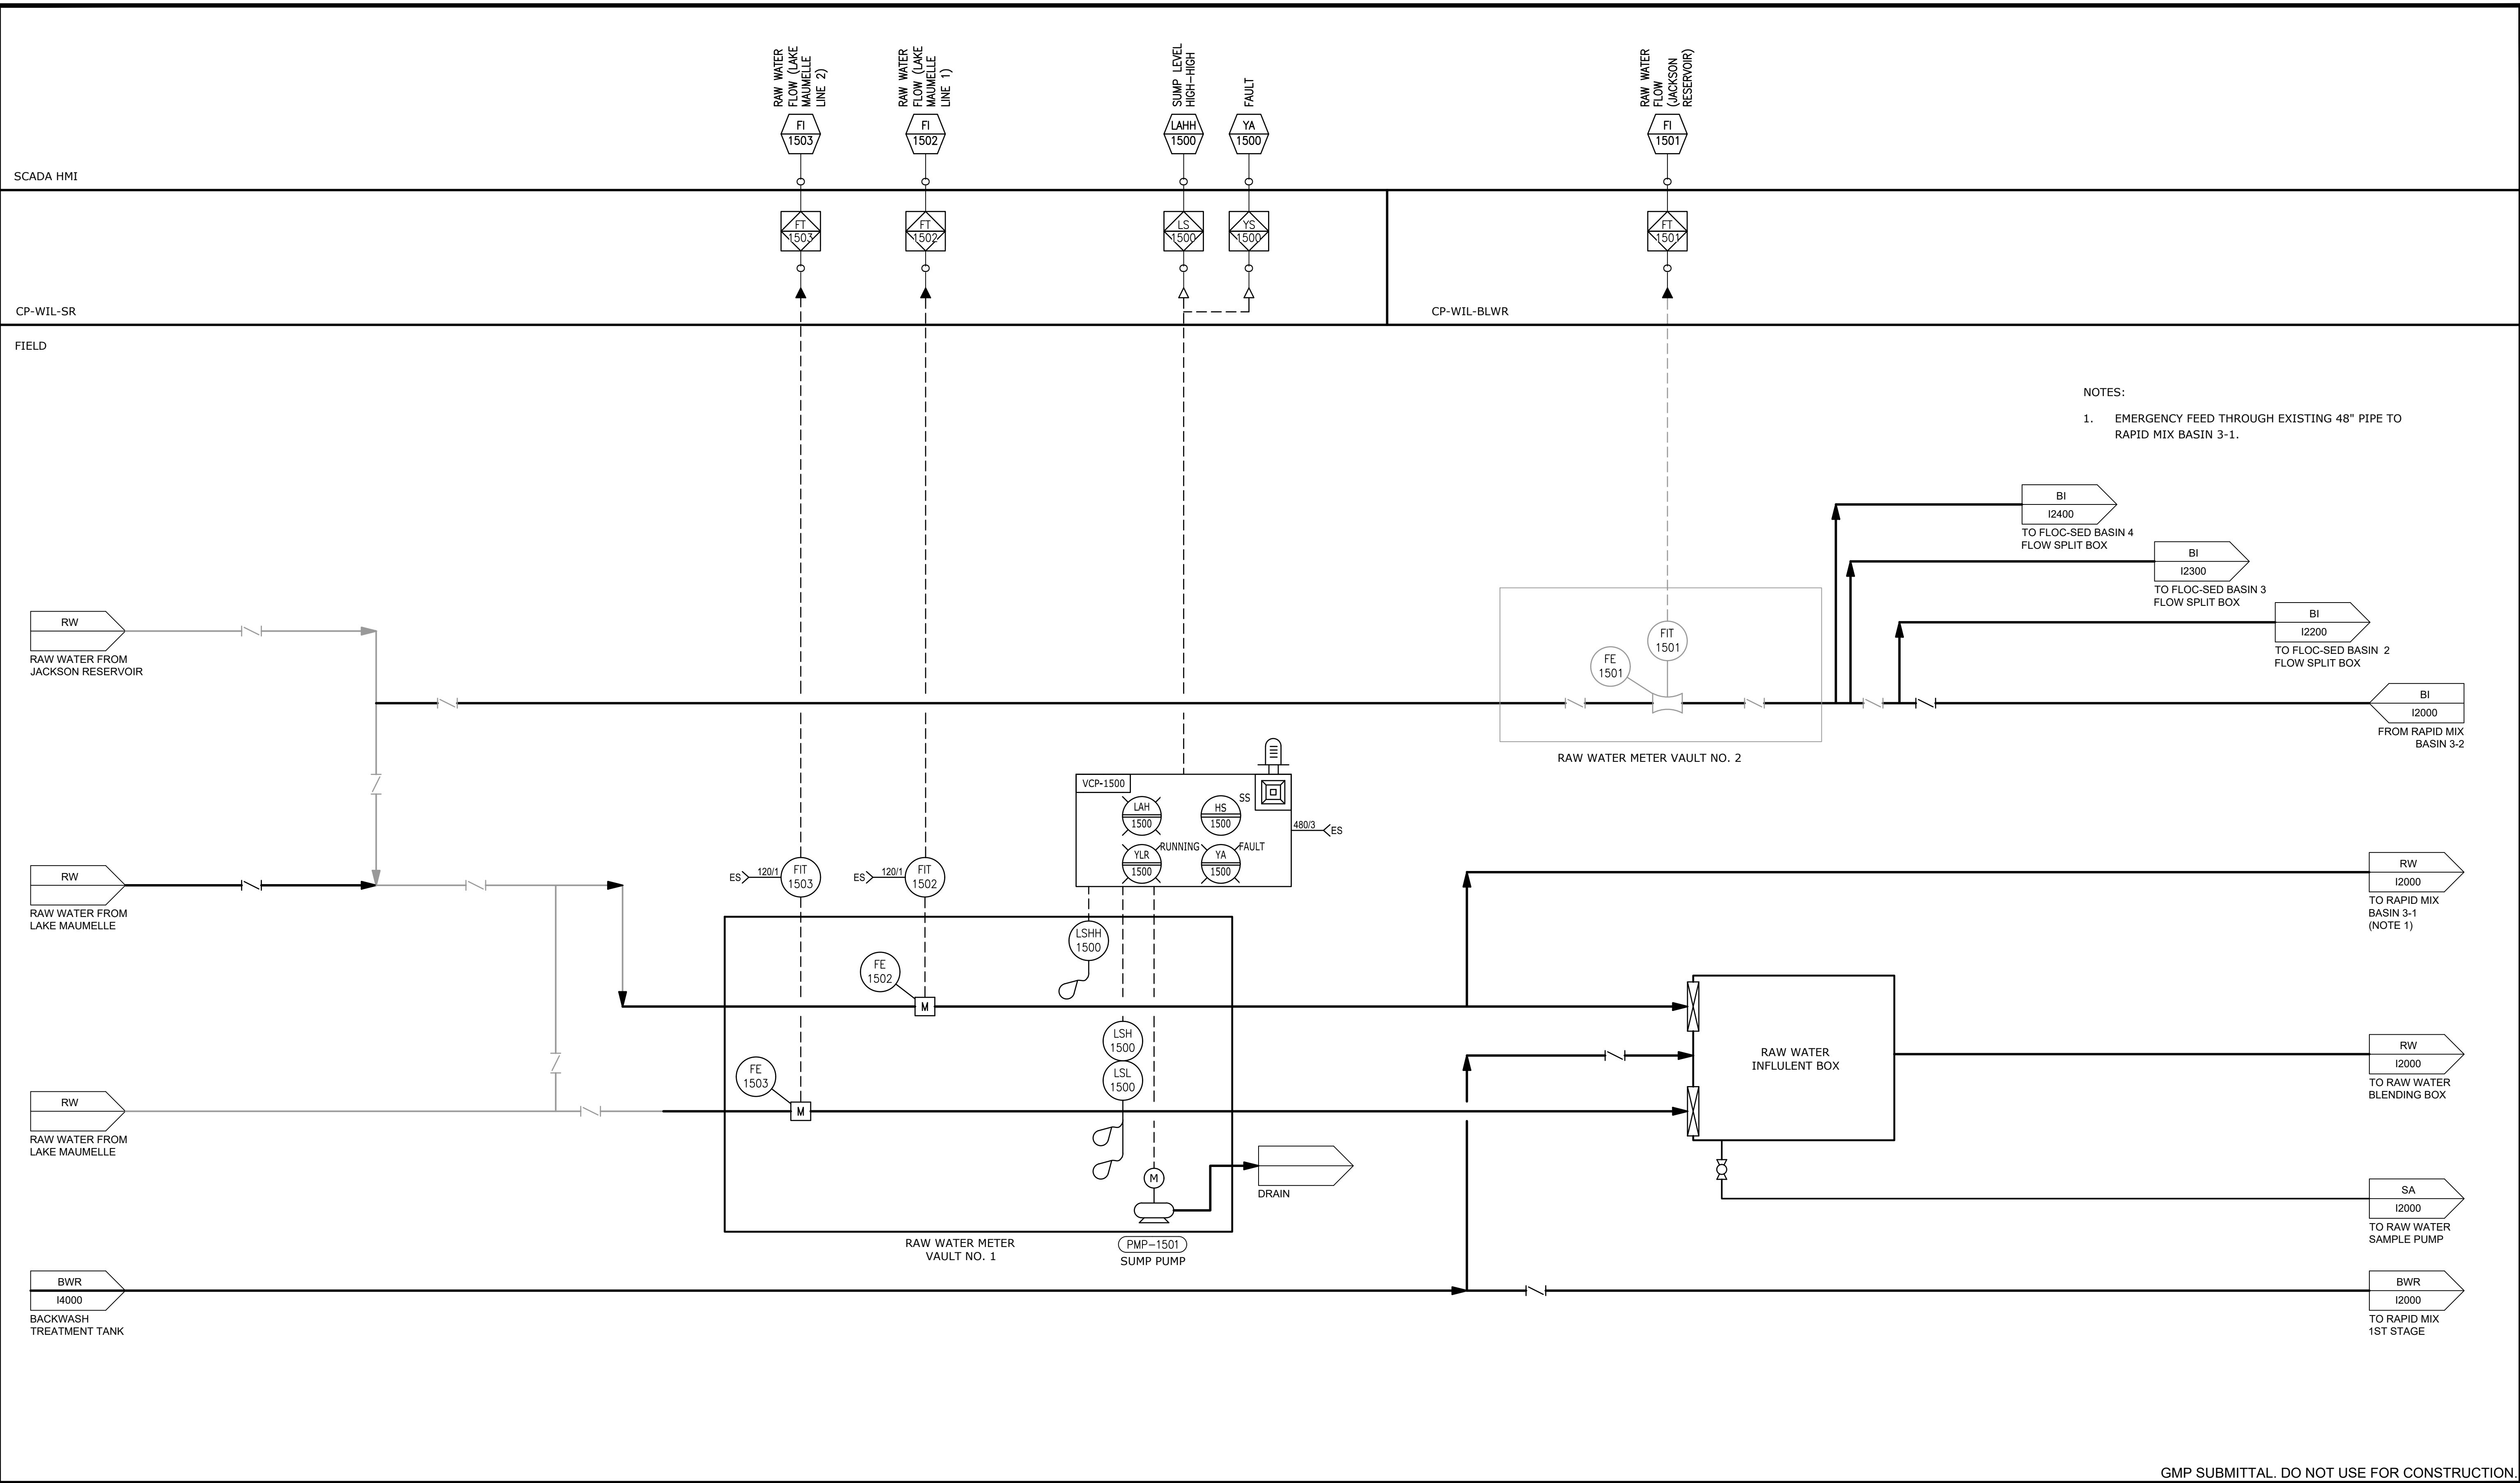 RAW WATER
FLOW (LAKE
MAUMELLE
LINE 2)
RAW WATER
FLOW (LAKE
MAUMELLE
LINE 1)
SUMP LEVEL
HIGH-HIGH
FAULT
RAW WATER
FLOW
(JACKSON
RESERVOIR)
FI
1503
FI
1502
LAHH
1500
YA
1500
FI
1501
SCADA HMI
FT
1503
FT
1502
LS
1500
YS
1500
FT
1501
CP-WIL-SR
CP-WIL-BLWR
FIELD
NOTES:
1. EMERGENCY FEED THROUGH EXISTING 48" PIPE TO
RAPID MIX BASIN 3-1.
BI
I2400
TO FLOC-SED BASIN 4
FLOW SPLIT BOX
BI
I2300
TO FLOC-SED BASIN 3
FLOW SPLIT BOX
BI
I2200
TO FLOC-SED BASIN 2
FLOW SPLIT BOX
RW
RAW WATER FROM
JACKSON RESERVOIR
FIT
1501
FE
1501
RAW WATER METER VAULT NO. 2
BI
I2000
FROM RAPID MIX
BASIN 3-2
VCP-1500
LAH
1500
HS
1500
SS
YLR
1500
RUNNING
YA
1500
FAULT
480/3
ES
RW
RAW WATER FROM
LAKE MAUMELLE
ES
120/1
FIT
1503
ES
120/1
FIT
1502
RW
I2000
TO RAPID MIX
BASIN 3-1
(NOTE 1)
LSHH
1500
FE
1502
M
LSH
1500
LSL
1500
FE
1503
M
RAW WATER
INFLULENT BOX
RW
I2000
TO RAW WATER
BLENDING BOX
RW
RAW WATER FROM
LAKE MAUMELLE
M
DRAIN
SA
I2000
TO RAW WATER
SAMPLE PUMP
RAW WATER METER
VAULT NO. 1
PMP-1501
SUMP PUMP
BWR
I4000
BACKWASH
TREATMENT TANK
BWR
I2000
TO RAPID MIX
1ST STAGE
GMP SUBMITTAL. DO NOT USE FOR CONSTRUCTION.